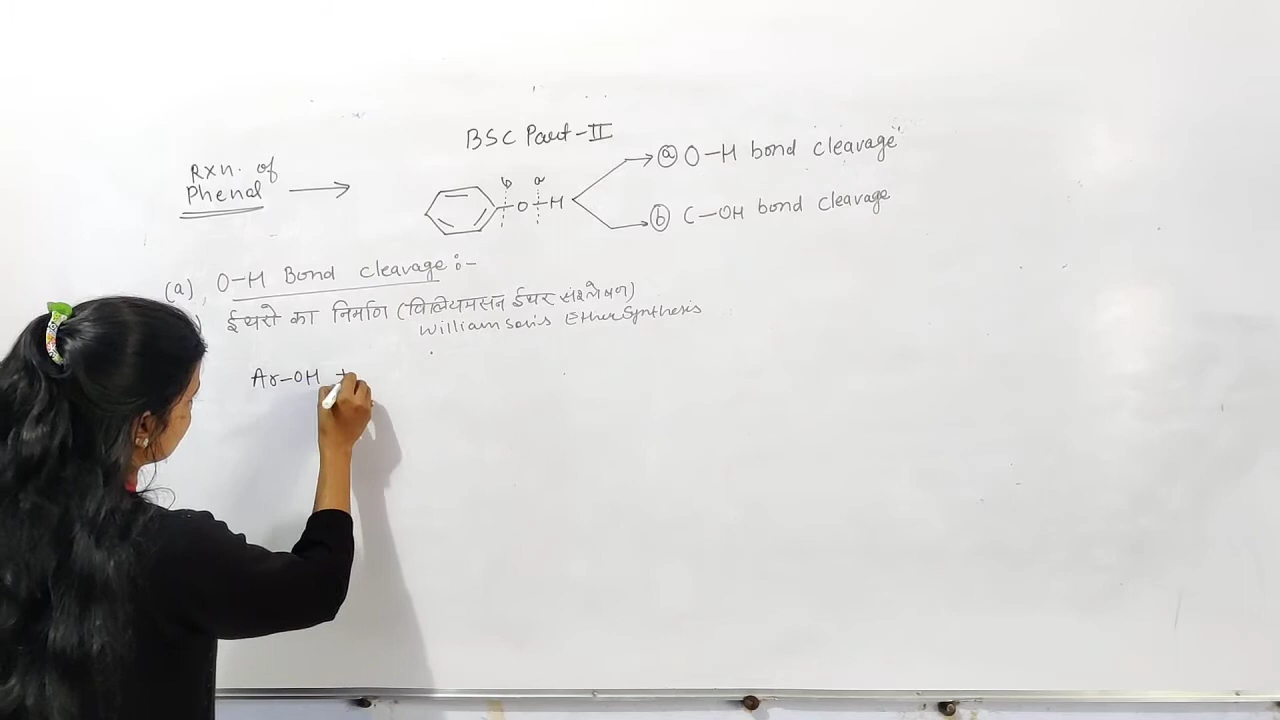 BSC Part-II
Rxn. of
Phenol
b a
O-H
(a) O-H bond cleavage"
(b) C-OH bond cleavage
(a), O-H Bond cleavage :-
ईथरो का निर्माण (विलियमसन ईथर संश्लेषण)
Williamson's Ether Synthesis
Ar-OH +